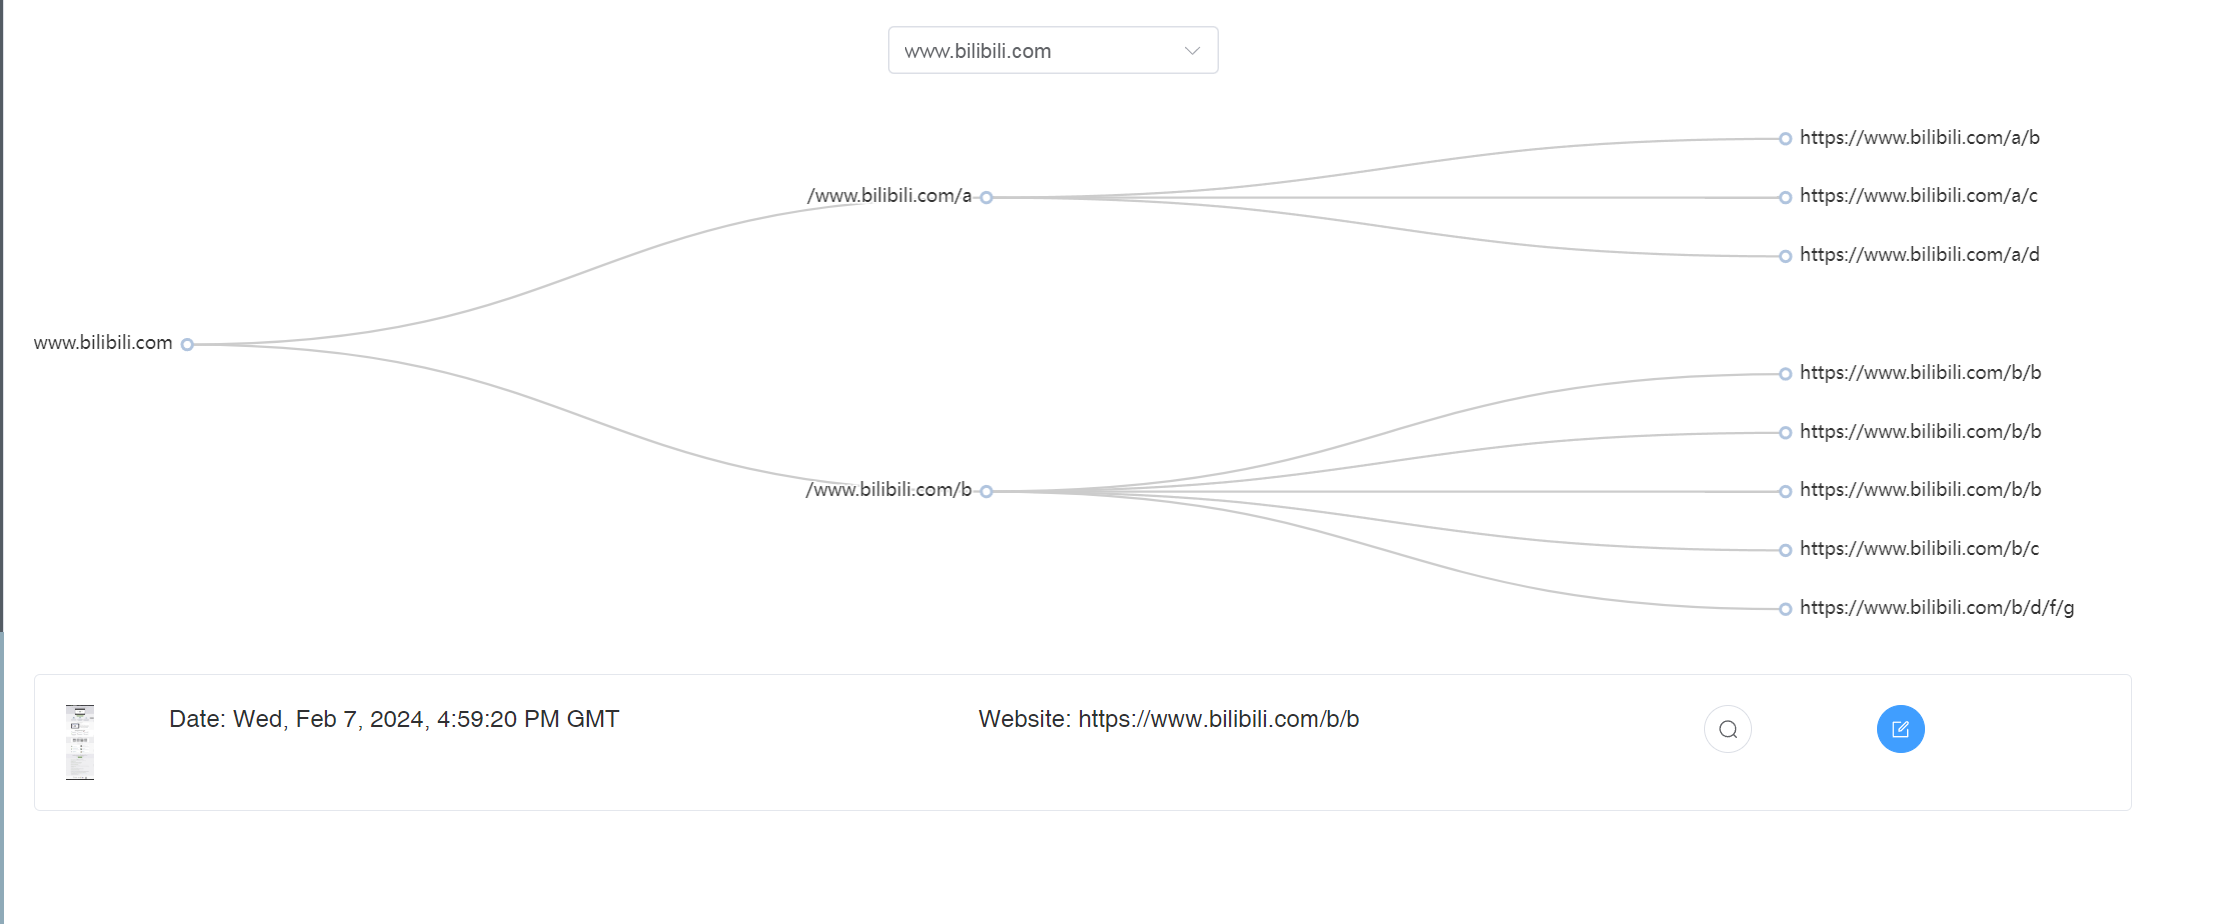 www.bilibili.com
https://www.bilibili.com/a/b
/www.bilibili.com/a
https://www.bilibili.com/a/c
https://www.bilibili.com/a/d
www.bilibili.com
https://www.bilibili.com/b/b
https://www.bilibili.com/b/b
/www.bilibili.com/b
https://www.bilibili.com/b/b
https://www.bilibili.com/b/c
https://www.bilibili.com/b/d/f/g
Date: Wed, Feb 7, 2024, 4:59:20 PM GMT
Website: https://www.bilibili.com/b/b